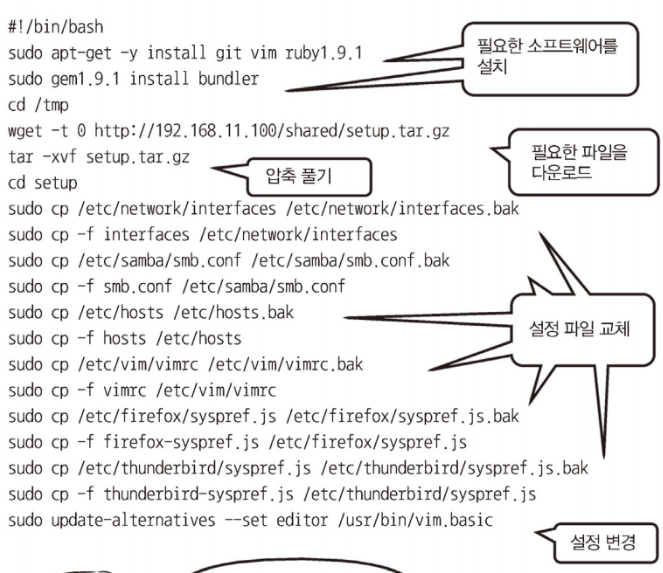 #!/bin/bash
sudo apt-get -y install git vim ruby1.9.1
sudo gem1.9.1 install bundler
필요한 소프트웨어를
설치
cd /tmp
wget -t 0 http://192.168.11.100/shared/setup.tar.gz
tar -xvf setup.tar.gz
필요한 파일을
다운로드
압축 풀기
cd setup
sudo cp /etc/network/interfaces /etc/network/interfaces.bak
sudo cp -f interfaces /etc/network/interfaces
sudo cp /etc/samba/smb.conf /etc/samba/smb.conf.bak
sudo cp -f smb.conf /etc/samba/smb.conf
sudo cp /etc/hosts /etc/hosts.bak
sudo cp -f hosts /etc/hosts
설정 파일 교체
sudo cp /etc/vim/vimrc /etc/vim/vimrc.bak
sudo cp -f vimrc /etc/vim/vimrc
sudo cp /etc/firefox/syspref.js /etc/firefox/syspref.js.bak
sudo cp -f firefox-syspref.js /etc/firefox/syspref.js
sudo cp /etc/thunderbird/syspref.js /etc/thunderbird/syspref.js.bak
sudo cp -f thunderbird-syspref.js /etc/thunderbird/syspref.js
sudo update-alternatives --set editor /usr/bin/vim.basic
설정 변경